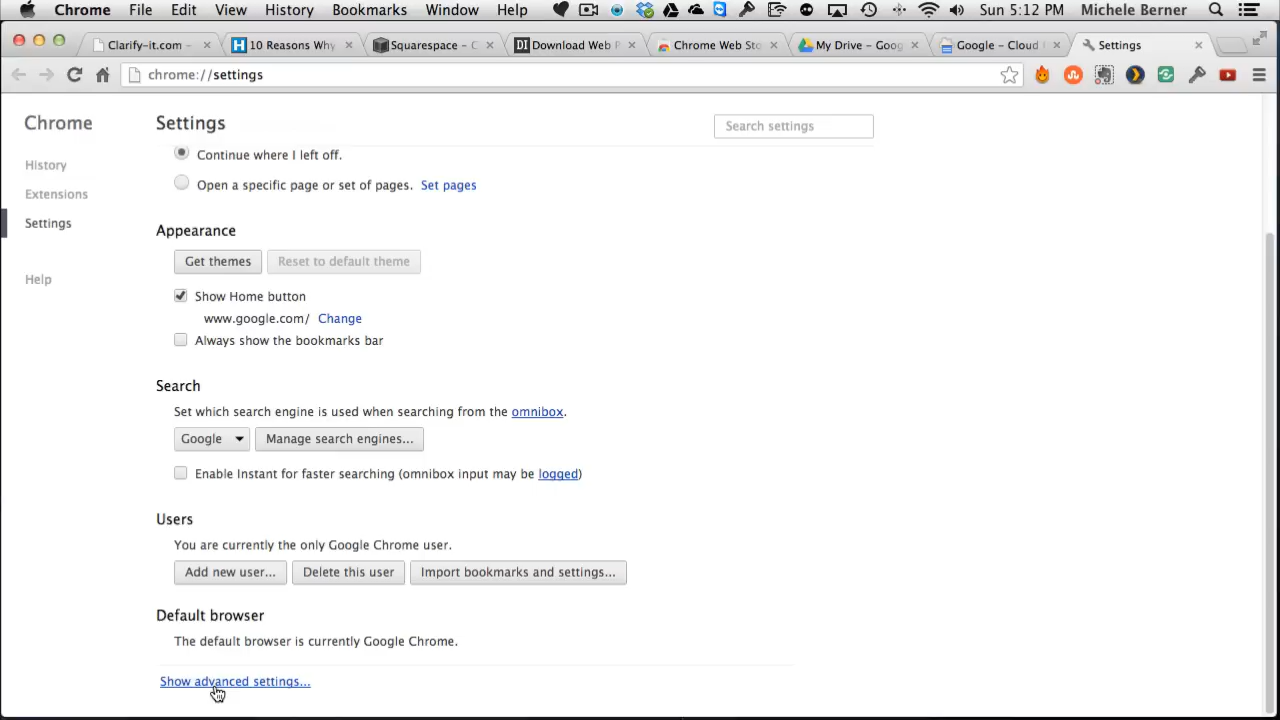 Chrome File Edit View History Bookmarks Window Help Sun 5:12 PM Michele Berner
Clarify-it.com – 10 Reasons Why Squarespace – C Download Web P Chrome Web Sto My Drive – Goog Google – Cloud Settings
chrome://settings
Chrome Settings Search settings
Continue where I left off.
History
Open a specific page or set of pages. Set pages
Extensions
Settings
Appearance
Get themes Reset to default theme
Help
Show Home button
www.google.com/ Change
Always show the bookmarks bar
Search
Set which search engine is used when searching from the omnibox.
Google Manage search engines...
Enable Instant for faster searching (omnibox input may be logged)
Users
You are currently the only Google Chrome user.
Add new user... Delete this user Import bookmarks and settings...
Default browser
The default browser is currently Google Chrome.
Show advanced settings...